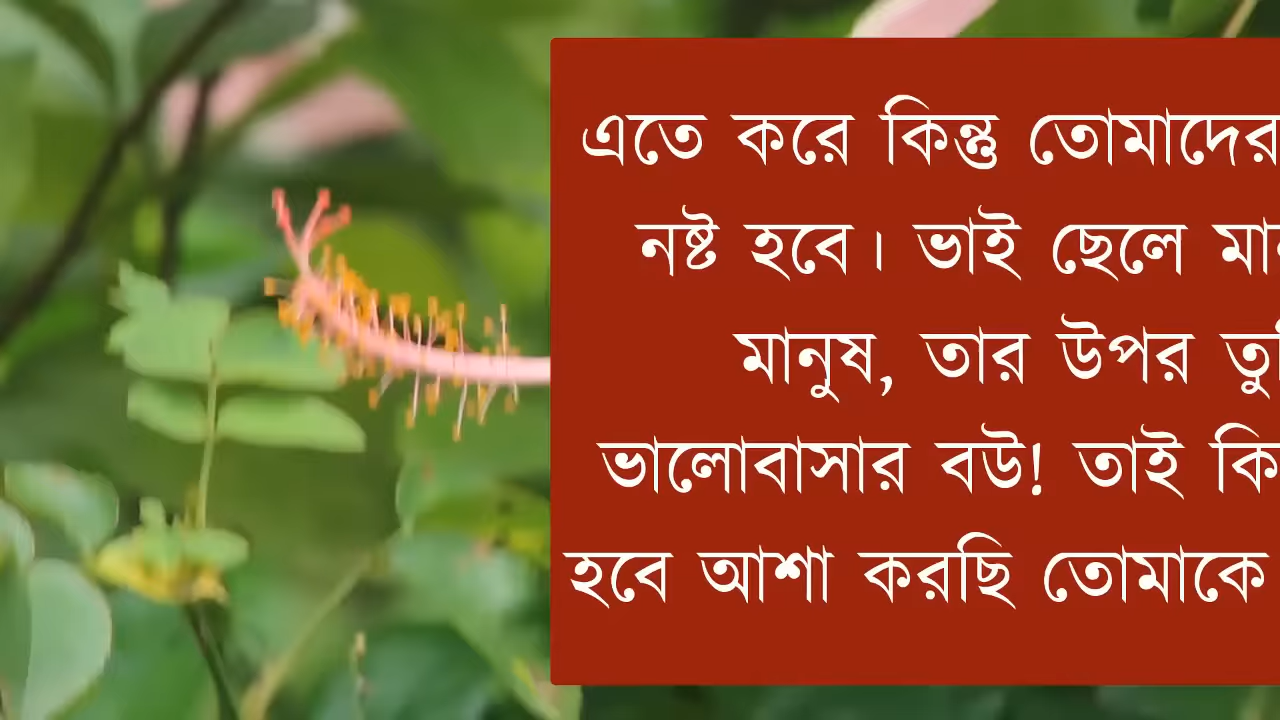 এতে করে কিন্তু তোমাদের
নষ্ট হবে। ভাই ছেলে
মানুষ, তার উপর
ভালোবাসার বউ! তাই
হবে আশা করছি তোমাকে